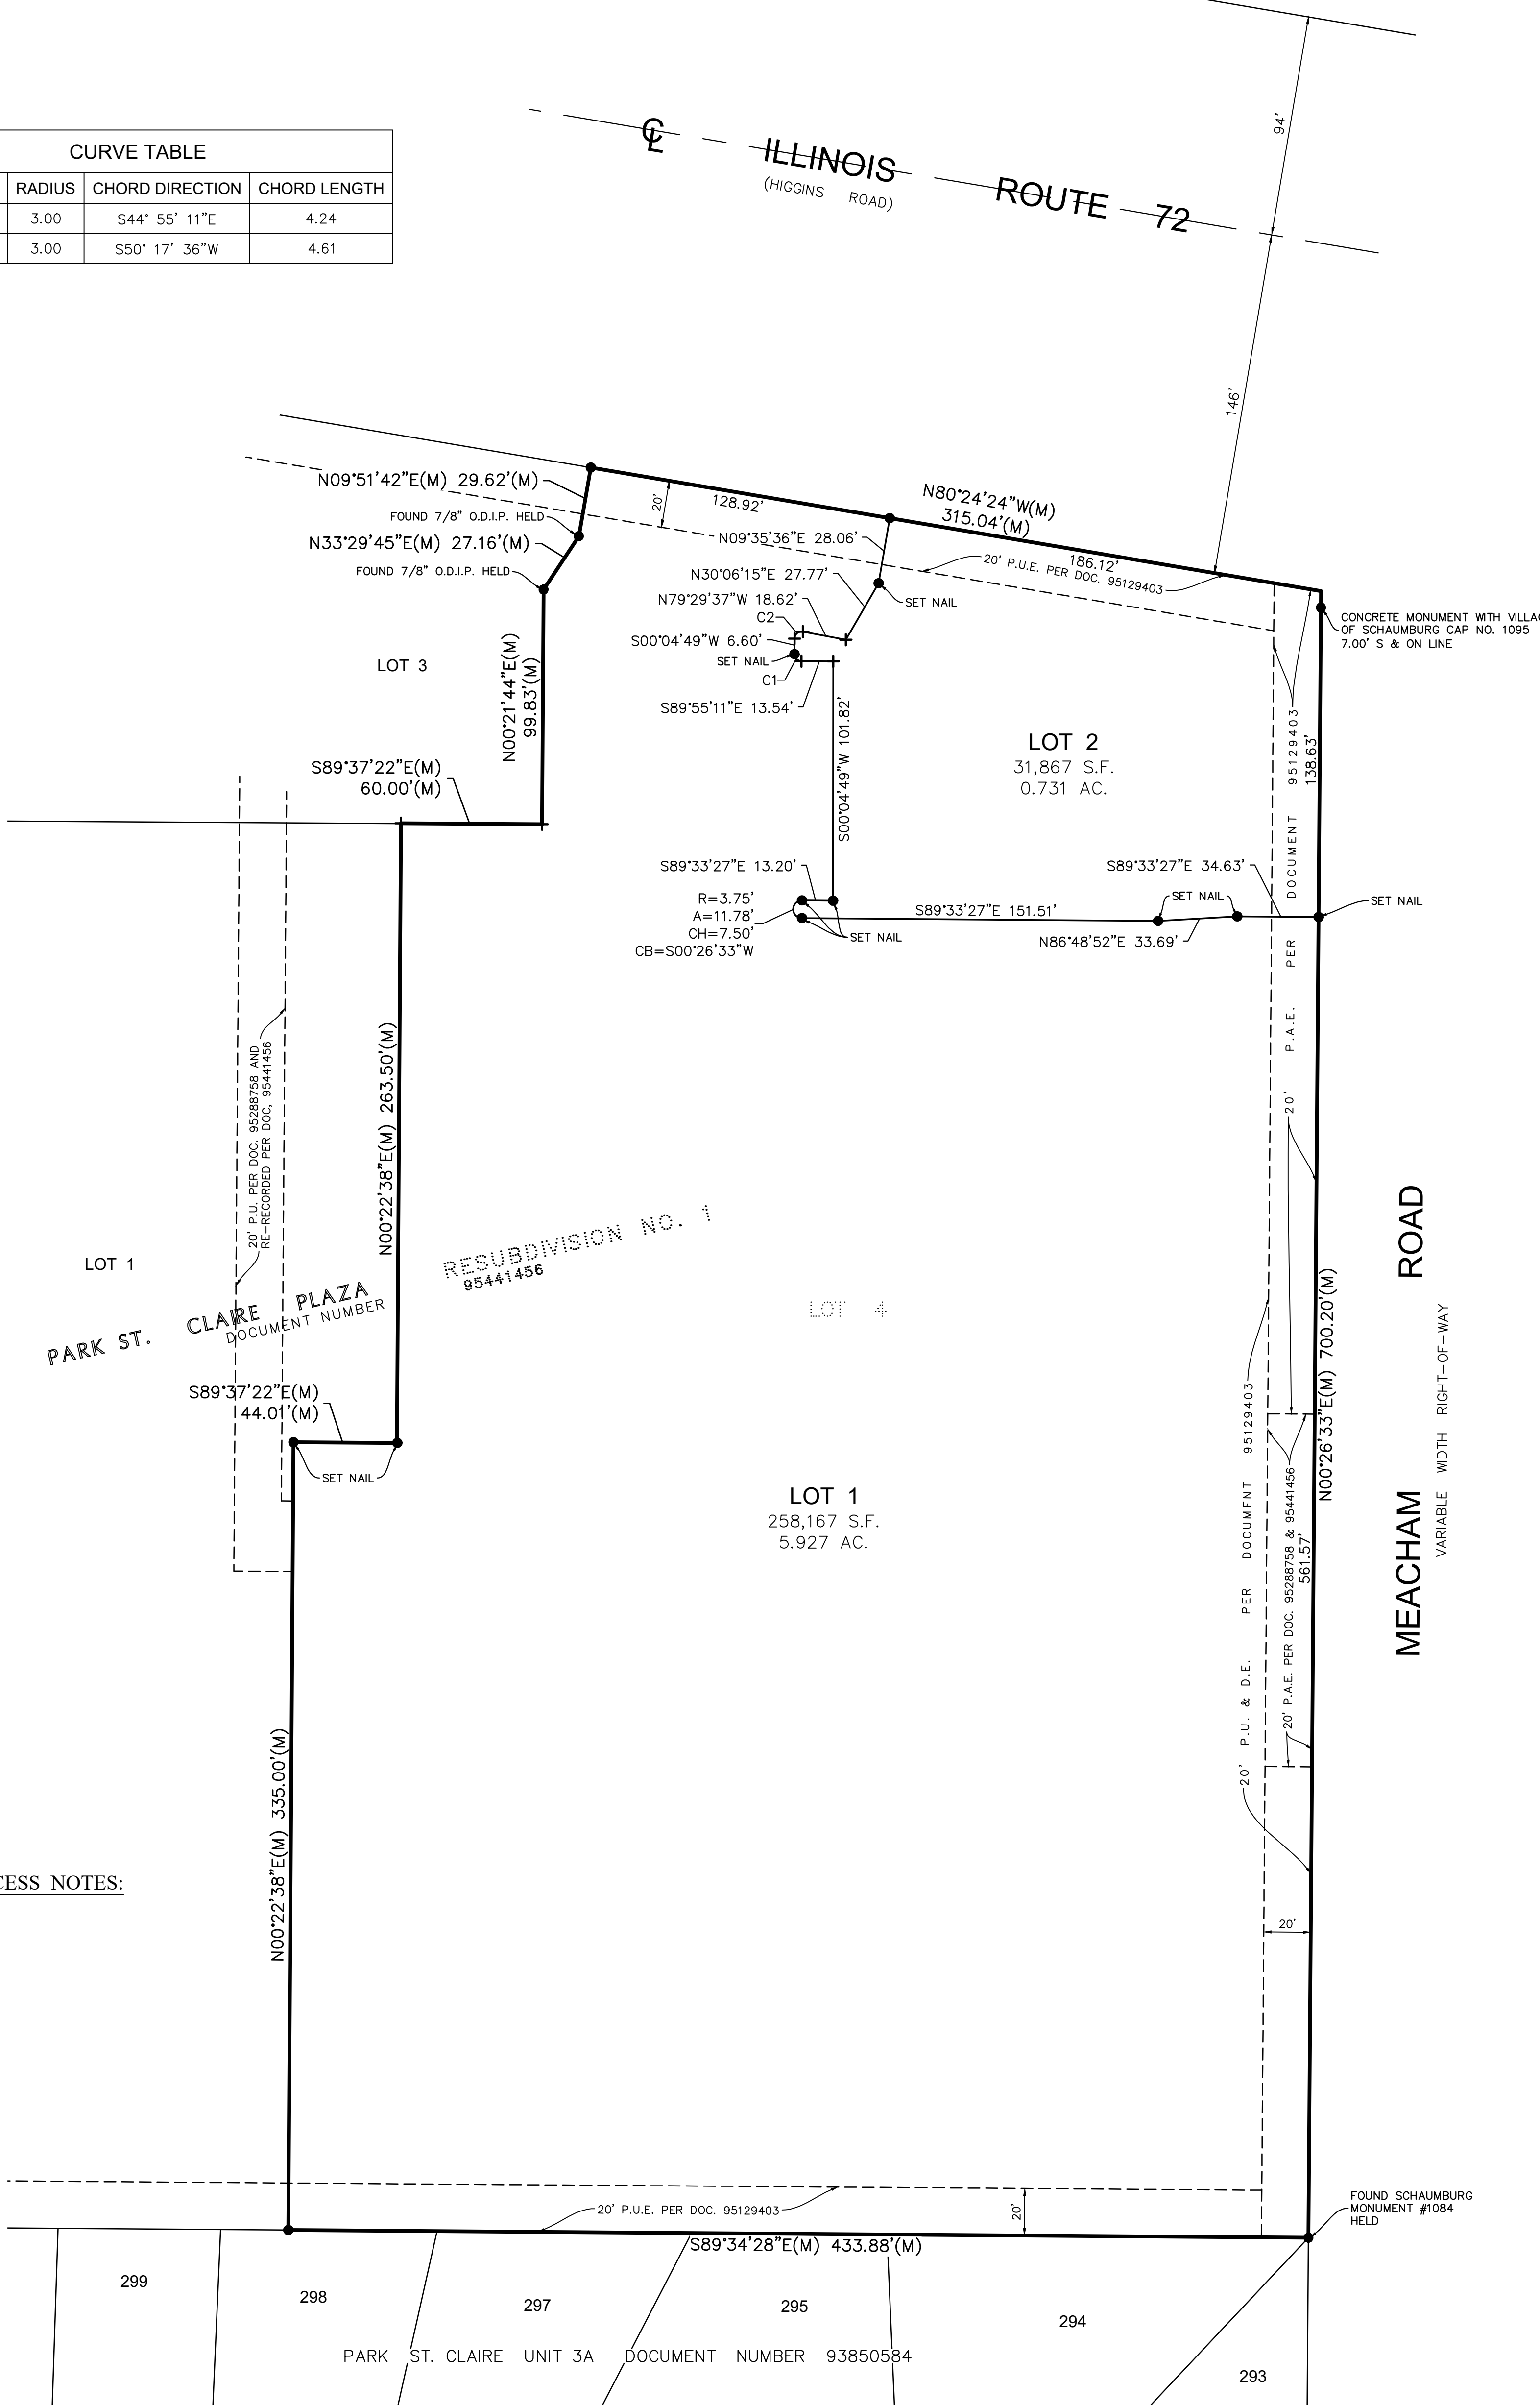 94'
CURVE TABLE
RADIUS CHORD DIRECTION CHORD LENGTH
3.00 S44° 55' 11"E 4.24
3.00 S50° 17' 36"W 4.61
℄ ILLINOIS ROUTE 72
(HIGGINS ROAD)
146'
N09°51'42"E(M) 29.62'(M)
FOUND 7/8" O.D.I.P. HELD
N33°29'45"E(M) 27.16'(M)
FOUND 7/8" O.D.I.P. HELD
20'
128.92'
N80°24'24"W(M)
315.04'(M)
186.12'
20' P.U.E. PER DOC. 95129403
N09°35'36"E 28.06'
N30°06'15"E 27.77'
SET NAIL
N79°29'37"W 18.62'
C2
S00°04'49"W 6.60'
SET NAIL
C1
S89°55'11"E 13.54'
CONCRETE MONUMENT WITH VILLAG
OF SCHAUMBURG CAP NO. 1095
7.00' S & ON LINE
LOT 3
N00°21'44"E(M)
99.83'(M)
S89°37'22"E(M)
60.00'(M)
S00°04'49"W 101.82'
LOT 2
31,867 S.F.
0.731 AC.
138.63'
20' P.A.E. PER DOCUMENT 95129403
S89°33'27"E 13.20'
R=3.75'
A=11.78'
CH=7.50'
CB=S00°26'33"W
SET NAIL
S89°33'27"E 151.51'
S89°33'27"E 34.63'
SET NAIL
N86°48'52"E 33.69'
SET NAIL
20' P.U. PER DOC. 95288758 AND
RE-RECORDED PER DOC, 95441456
N00°22'38"E(M) 263.50'(M)
LOT 1
PARK ST. CLAIRE PLAZA RESUBDIVISION NO. 1
DOCUMENT NUMBER 95441456
LOT 4
S89°37'22"E(M)
44.01'(M)
SET NAIL
LOT 1
258,167 S.F.
5.927 AC.
20' P.U. & D.E. PER DOCUMENT 95129403
20' P.A.E. PER DOC. 95288758 & 95441456
561.57'
N00°26'33"E(M) 700.20'(M)
MEACHAM ROAD
VARIABLE WIDTH RIGHT-OF-WAY
N00°22'38"E(M) 335.00'(M)
CESS NOTES:
20'
20' P.U.E. PER DOC. 95129403
20'
FOUND SCHAUMBURG
MONUMENT #1084
HELD
S89°34'28"E(M) 433.88'(M)
299
298
297
295
294
293
PARK ST. CLAIRE UNIT 3A DOCUMENT NUMBER 93850584